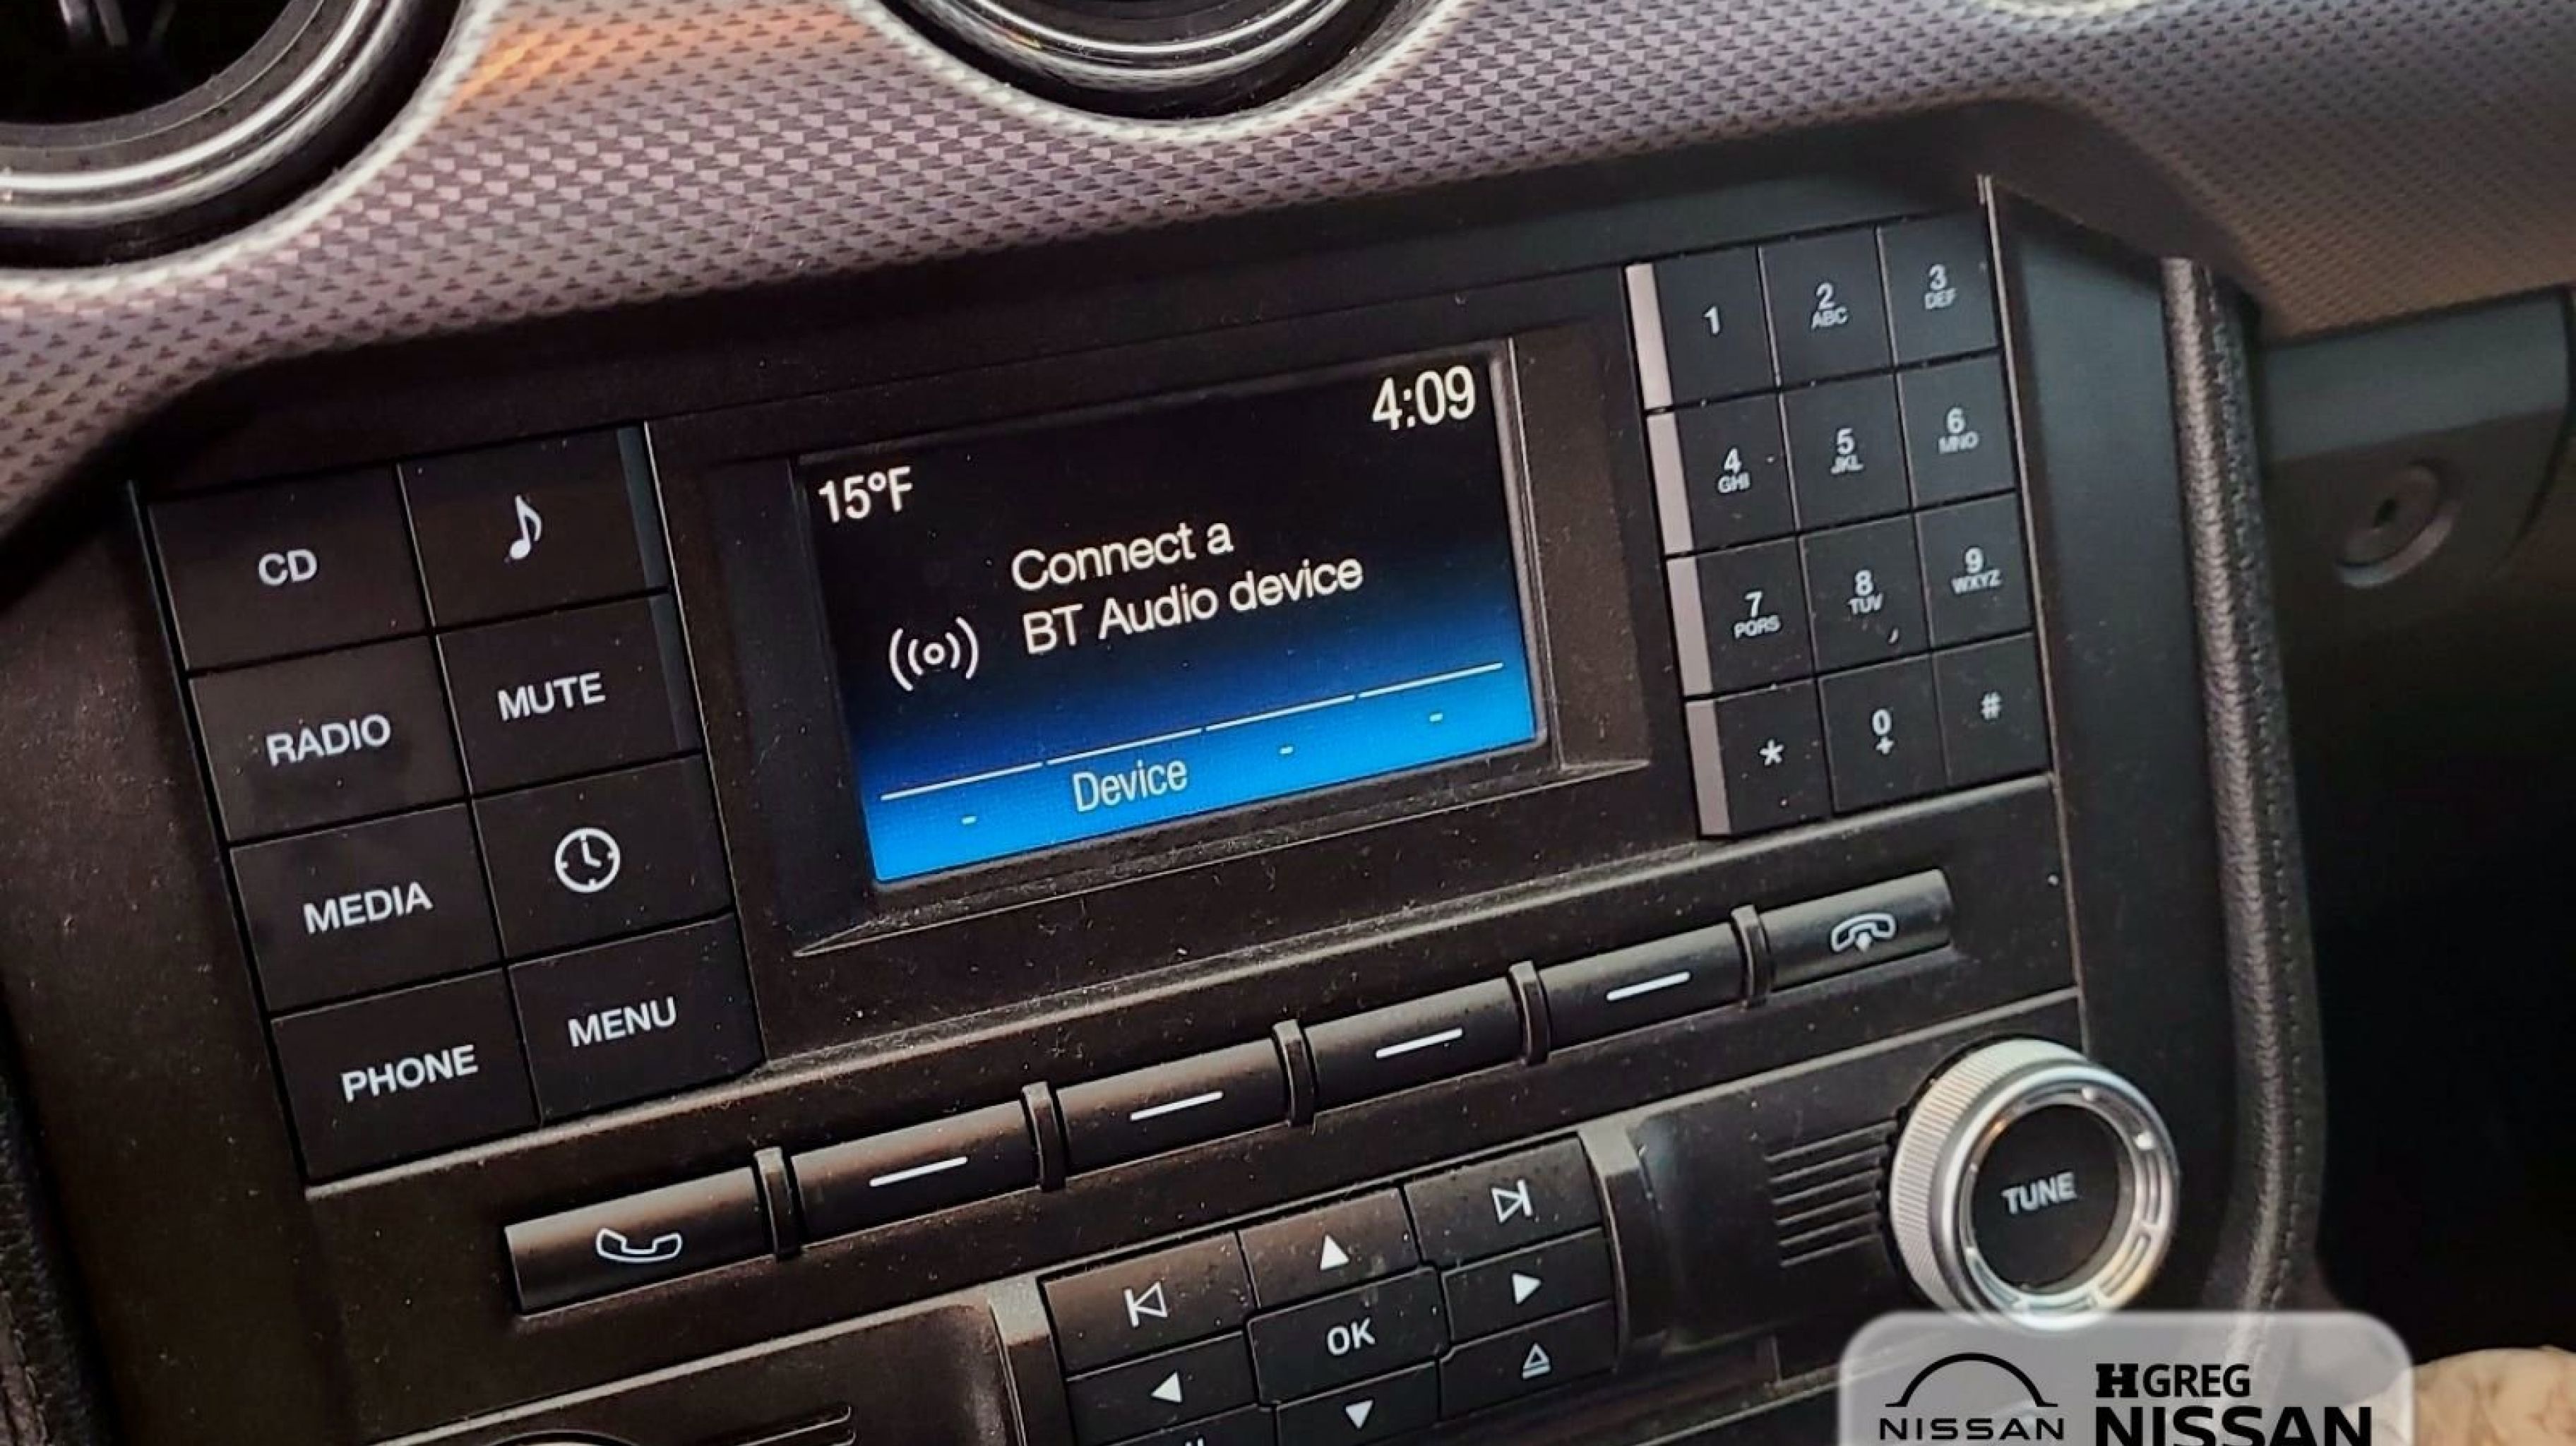 4:09
15°F
Connect a
BT Audio device
- Device - -
CD
RADIO
MUTE
MEDIA
PHONE
MENU
1
2
ABC
3
DEF
4
GHI
5
JKL
6
MNO
7
PQRS
8
TUV
9
WXYZ
*
0
+
#
TUNE
OK
NISSAN
HGREG
NISSAN